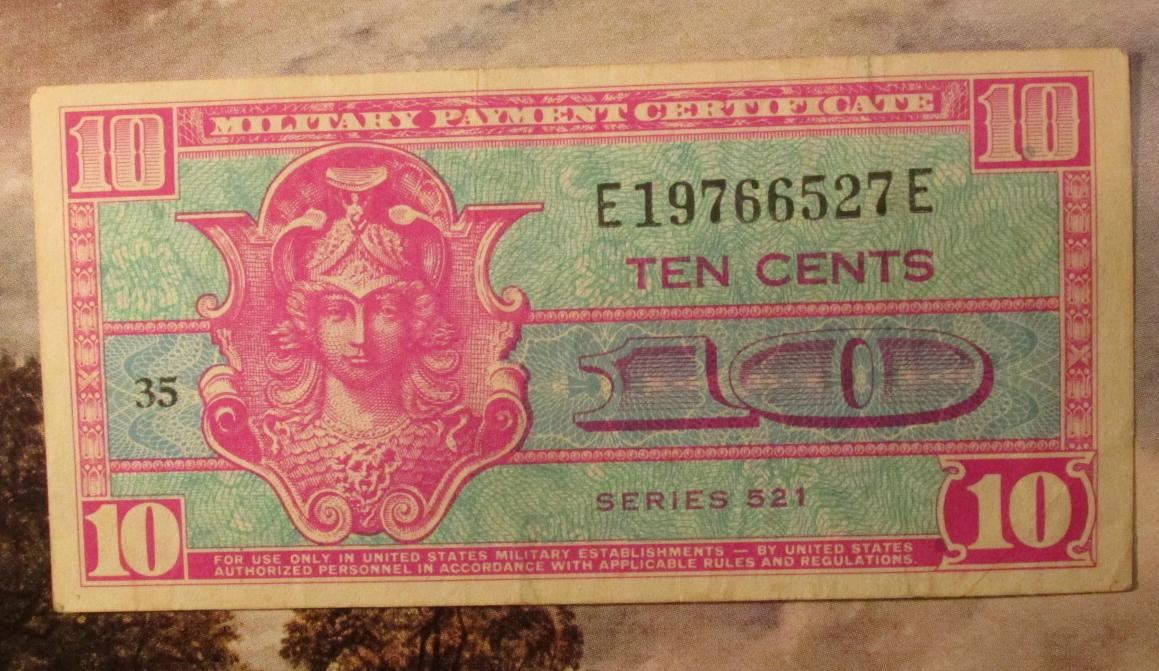 10 MILITARY PAYMENT CERTIFICATE 10
E19766527E
TEN CENTS
35
10
SERIES 521
10
10
FOR USE ONLY IN UNITED STATES MILITARY ESTABLISHMENTS — BY UNITED STATES
AUTHORIZED PERSONNEL IN ACCORDANCE WITH APPLICABLE RULES AND REGULATIONS.